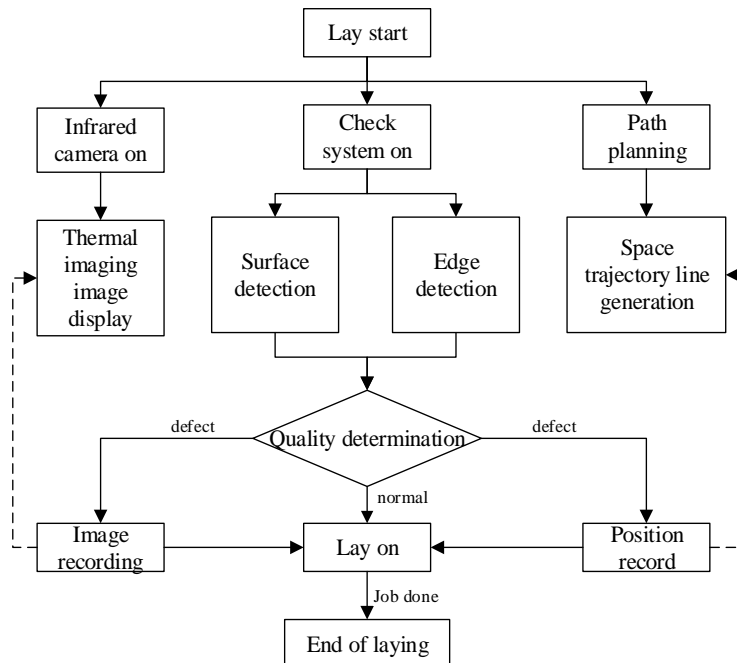 Lay start
Infrared
camera on
Check
system on
Path
planning
Thermal
imaging
image
display
Surface
detection
Edge
detection
Space
trajectory line
generation
defect
Quality determination
defect
normal
Image
recording
Lay on
Position
record
Job done
End of laying